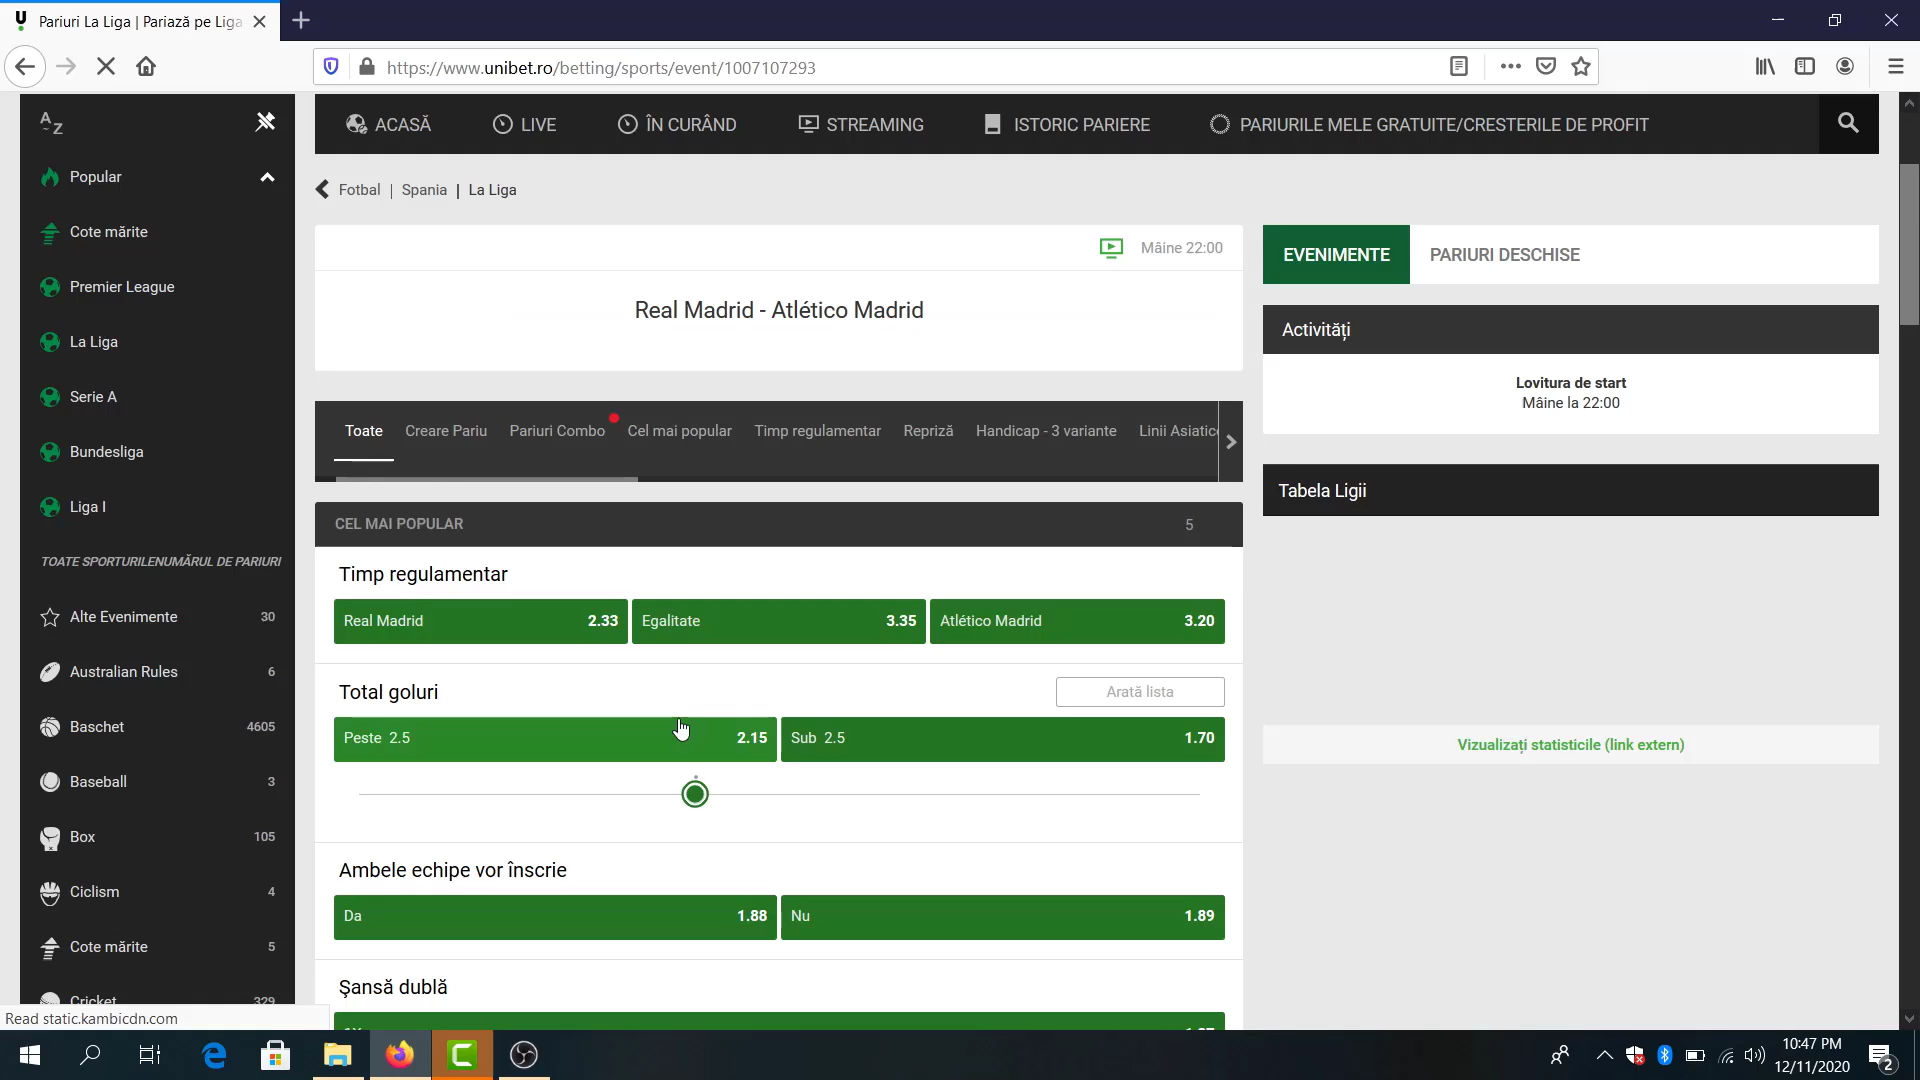 Pariuri La Liga | Pariază pe Liga
https://www.unibet.ro/betting/sports/event/1007107293
A
~Z
ACASĂ
LIVE
ÎN CURÂND
STREAMING
ISTORIC PARIERE
PARIURILE MELE GRATUITE/CRESTERILE DE PROFIT
Popular
Cote mărite
Premier League
La Liga
Serie A
Bundesliga
Liga I
TOATE SPORTURILENUMĂRUL DE PARIURI
Alte Evenimente 30
Australian Rules 6
Baschet 4605
Baseball 3
Box 105
Ciclism 4
Cote mărite 5
Cricket 329
Fotbal | Spania | La Liga
Mâine 22:00
Real Madrid - Atlético Madrid
Toate
Creare Pariu
Pariuri Combo
Cel mai popular
Timp regulamentar
Repriză
Handicap - 3 variante
Linii Asiatic
CEL MAI POPULAR 5
Timp regulamentar
Real Madrid 2.33
Egalitate 3.35
Atlético Madrid 3.20
Total goluri
Arată lista
Peste 2.5 2.15
Sub 2.5 1.70
Ambele echipe vor înscrie
Da 1.88
Nu 1.89
Şansă dublă
EVENIMENTE
PARIURI DESCHISE
Activități
Lovitura de start
Mâine la 22:00
Tabela Ligii
Vizualizați statisticile (link extern)
Read static.kambicdn.com
10:47 PM
12/11/2020
2